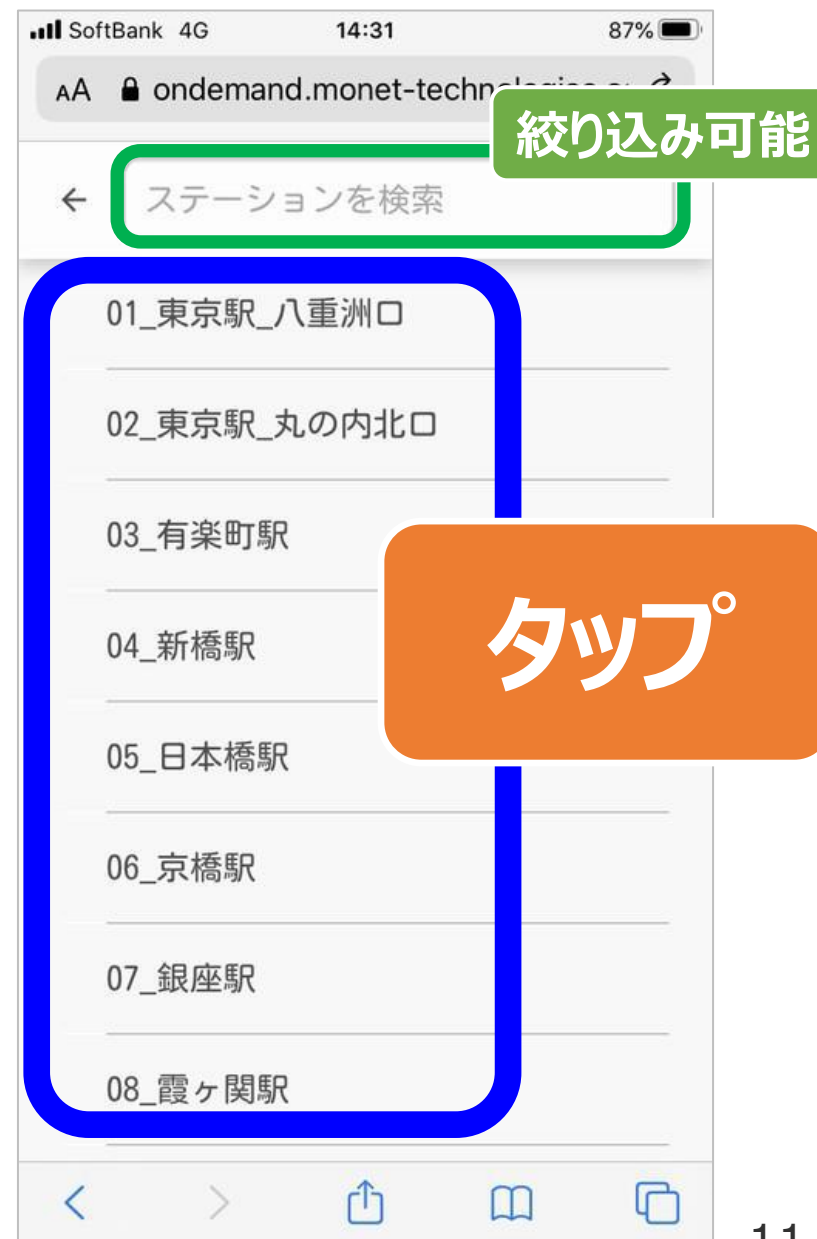 SoftBank 4G 14:31 87%
AA ondemand.monet-tech
絞り込み可能
ステーションを検索
01_東京駅_八重洲口
02_東京駅_丸の内北口
03_有楽町駅
タップ
04_新橋駅
05_日本橋駅
06_京橋駅
07_銀座駅
08_霞ヶ関駅
11